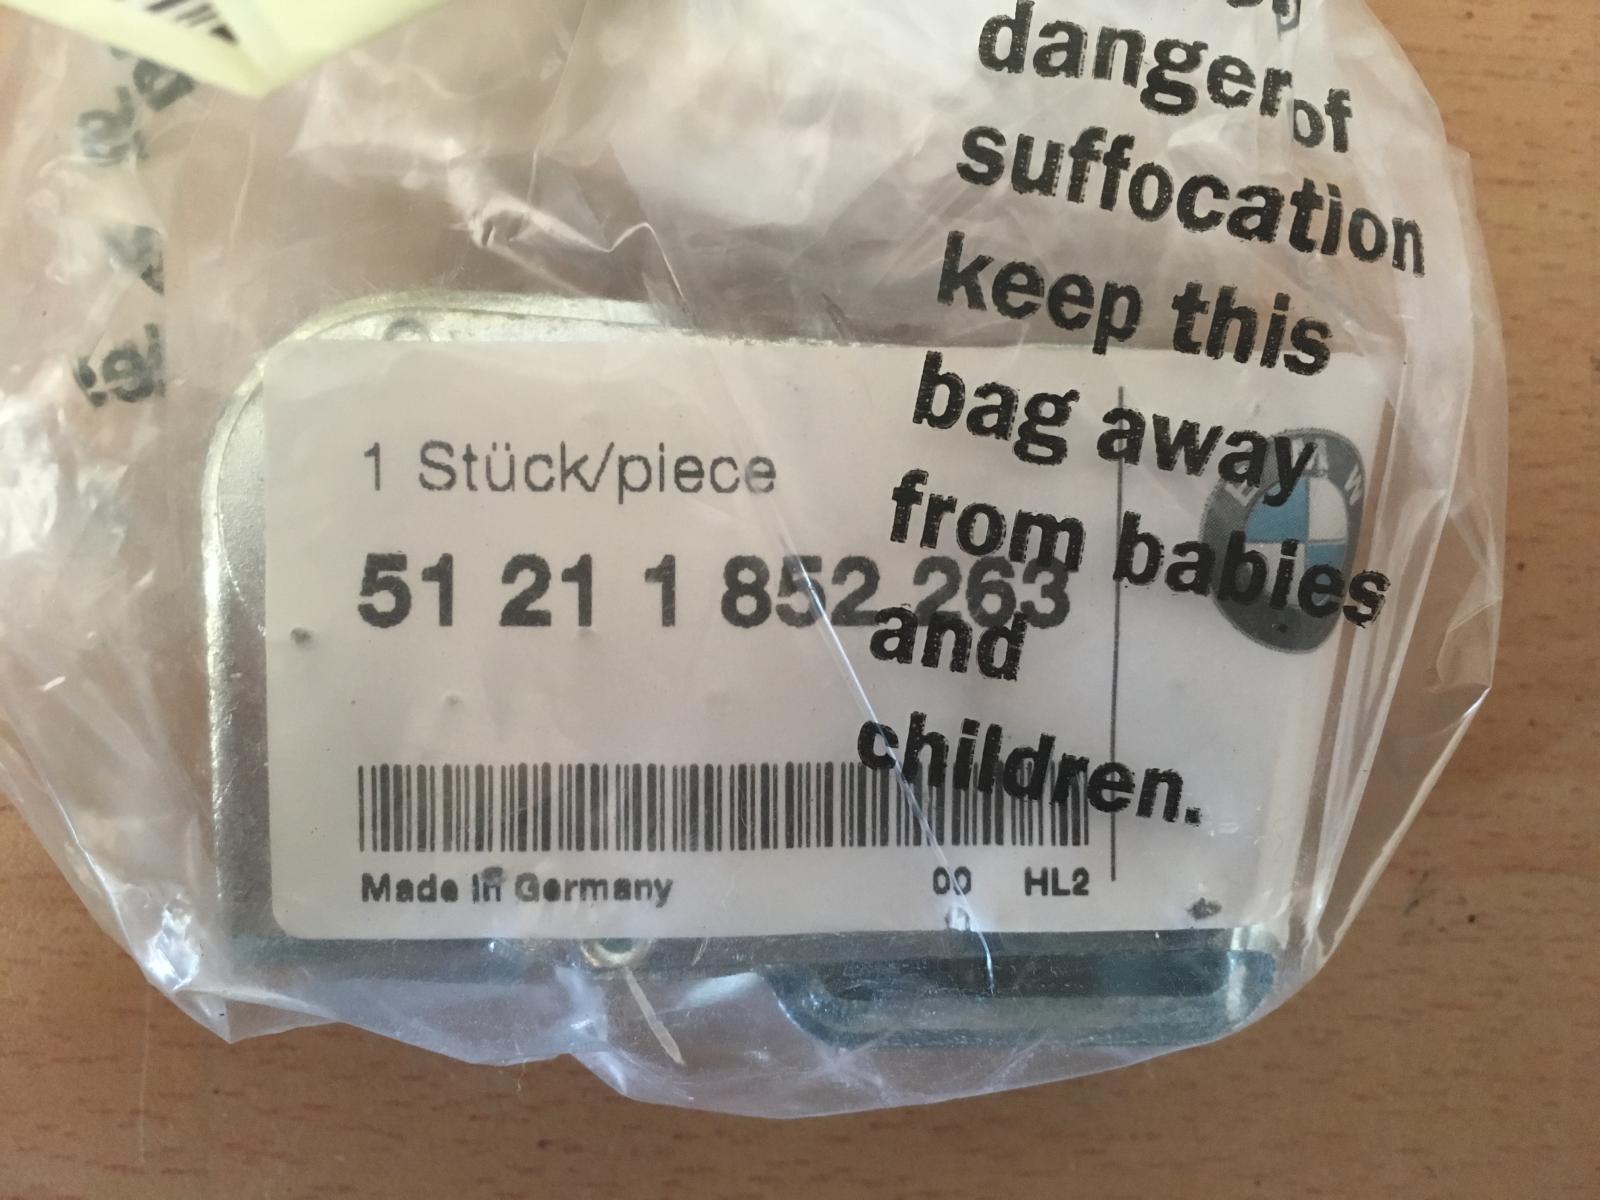 danger of
suffocation
keep this
bag away
from babies
and
children.
1 Stück/piece
51 21 1 852 263
Made in Germany 00 HL2
BMW